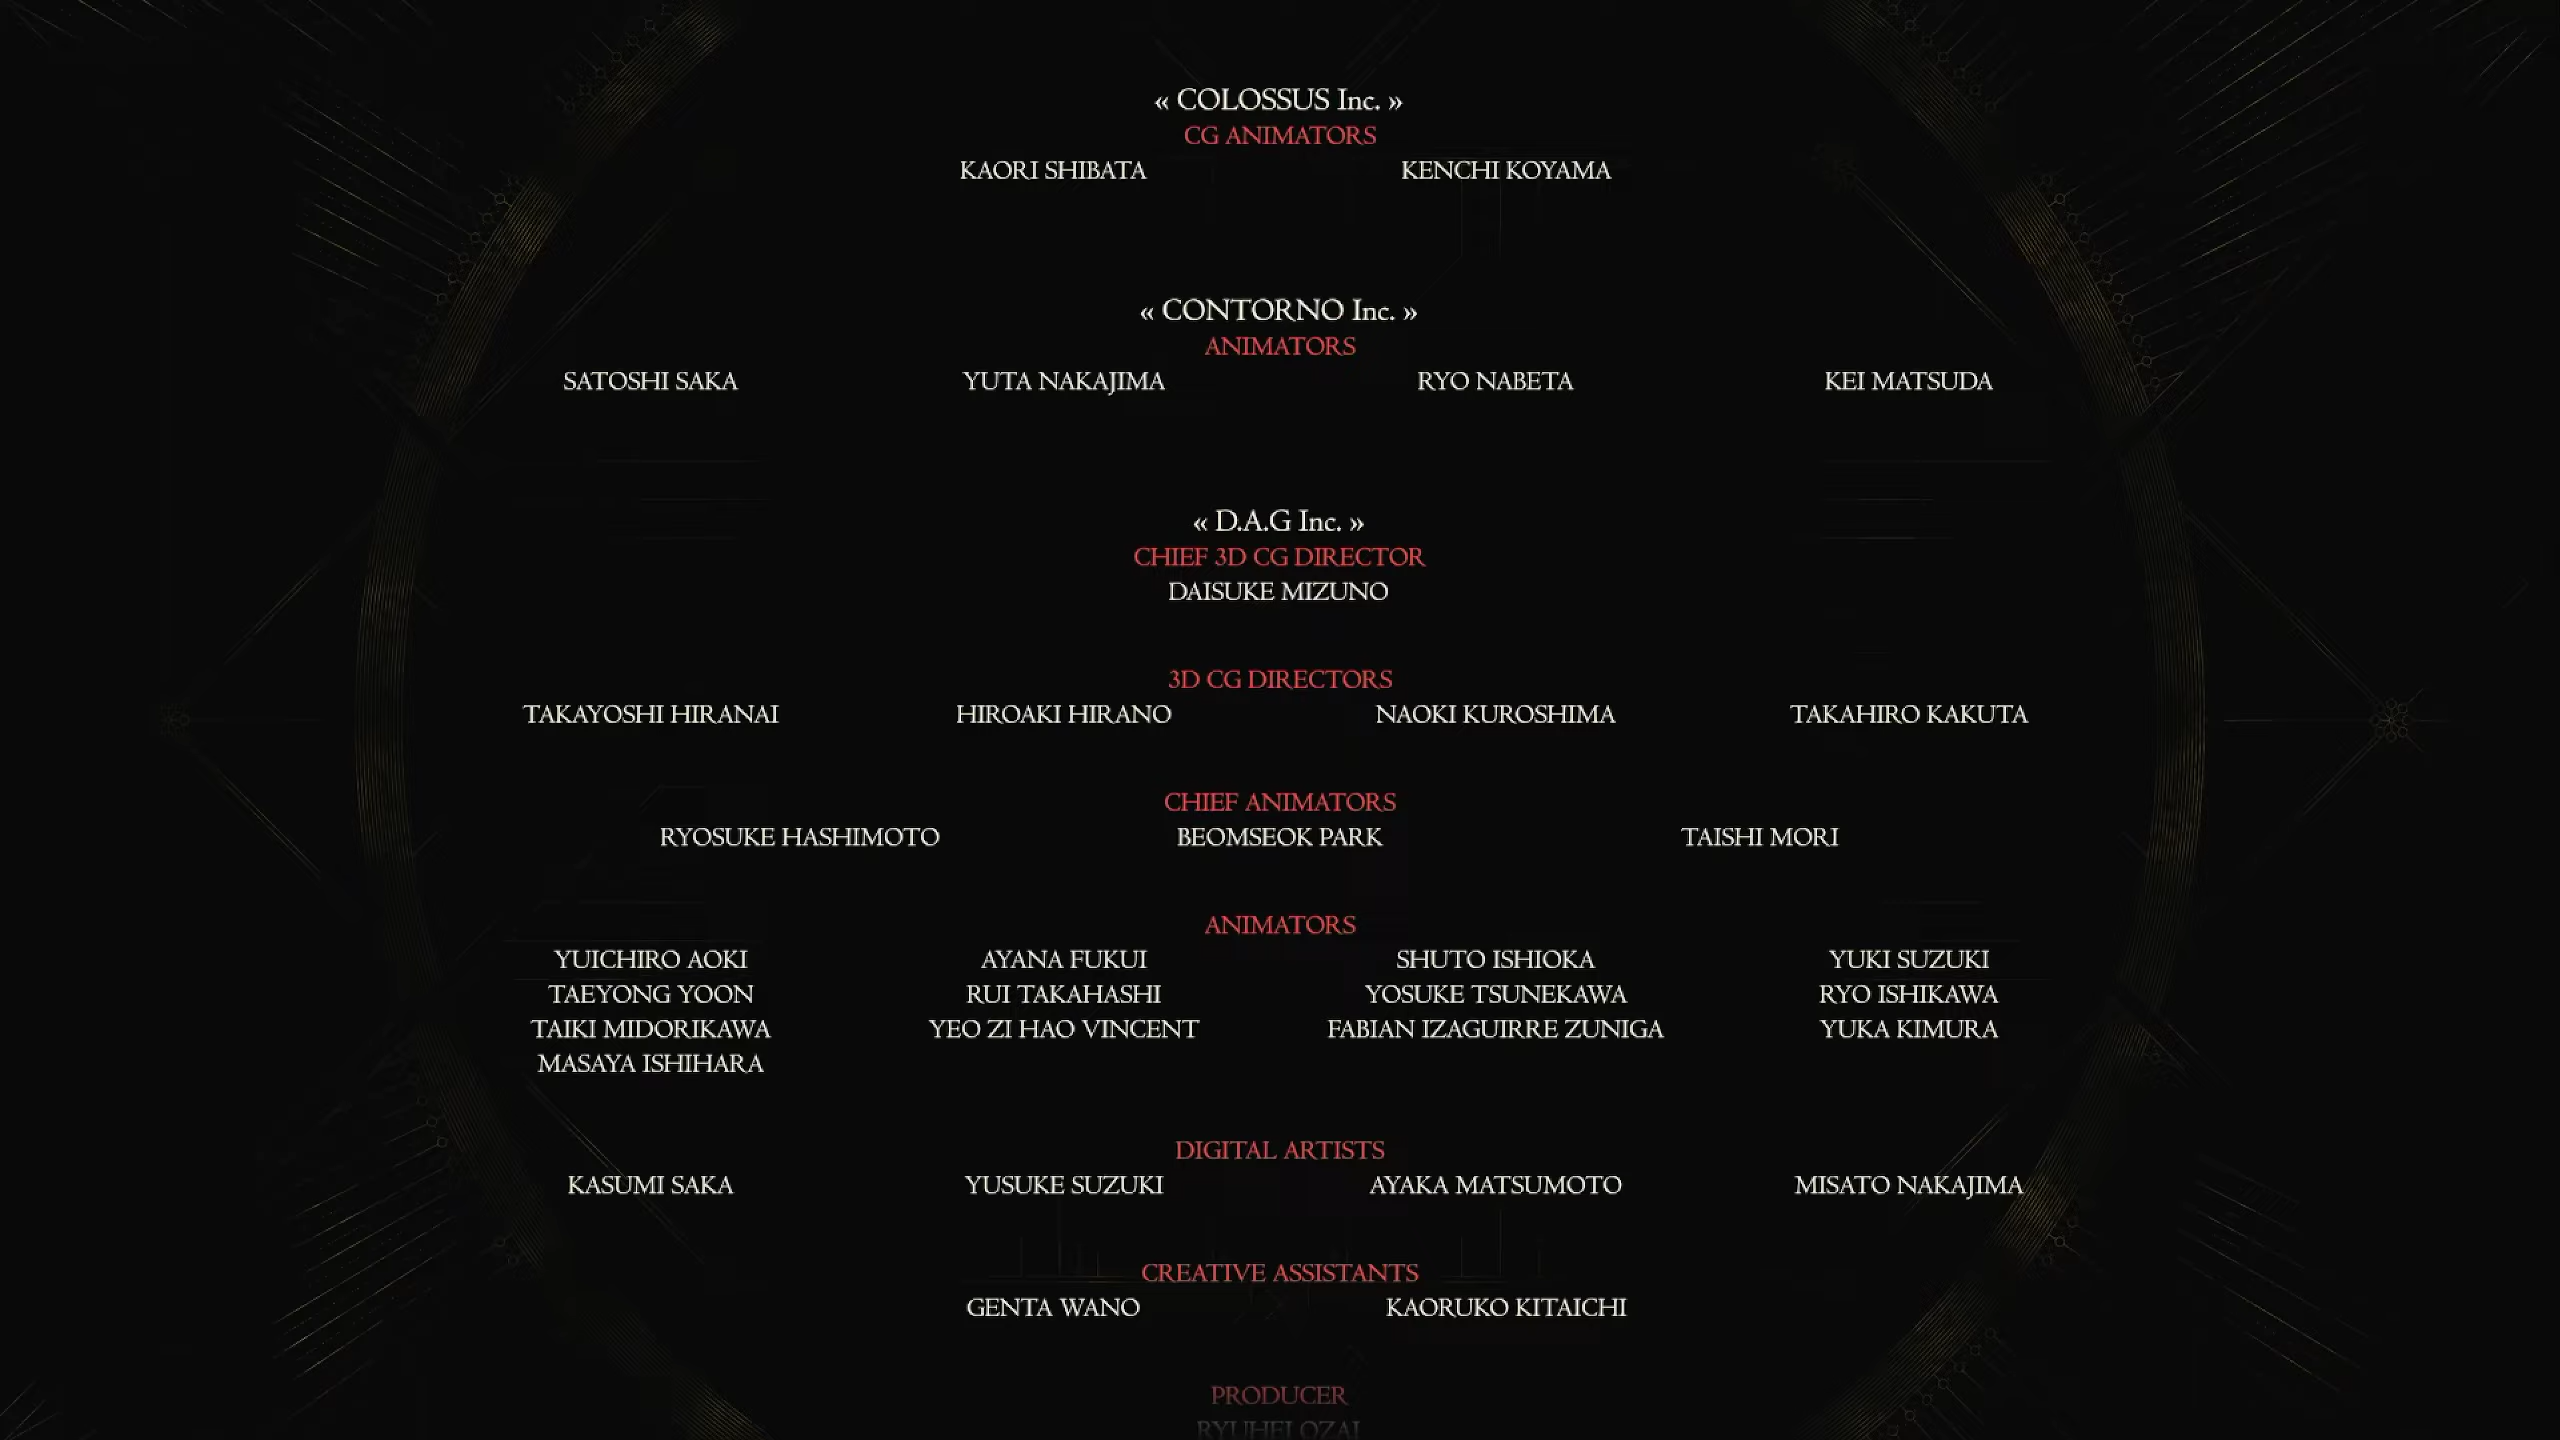 « COLOSSUS Inc. »
CG ANIMATORS
KAORI SHIBATA KENCHI KOYAMA
« CONTORNO Inc. »
ANIMATORS
SATOSHI SAKA YUTA NAKAJIMA RYO NABETA KEI MATSUDA
« D.A.G Inc. »
CHIEF 3D CG DIRECTOR
DAISUKE MIZUNO
3D CG DIRECTORS
TAKAYOSHI HIRANAI HIROAKI HIRANO NAOKI KUROSHIMA TAKAHIRO KAKUTA
CHIEF ANIMATORS
RYOSUKE HASHIMOTO BEOMSEOK PARK TAISHI MORI
ANIMATORS
YUICHIRO AOKI AYANA FUKUI SHUTO ISHIOKA YUKI SUZUKI
TAEYONG YOON RUI TAKAHASHI YOSUKE TSUNEKAWA RYO ISHIKAWA
TAIKI MIDORIKAWA YEO ZI HAO VINCENT FABIAN IZAGUIRRE ZUNIGA YUKA KIMURA
MASAYA ISHIHARA
DIGITAL ARTISTS
KASUMI SAKA YUSUKE SUZUKI AYAKA MATSUMOTO MISATO NAKAJIMA
CREATIVE ASSISTANTS
GENTA WANO KAORUKO KITAICHI
PRODUCER
RYUHEI OZAI